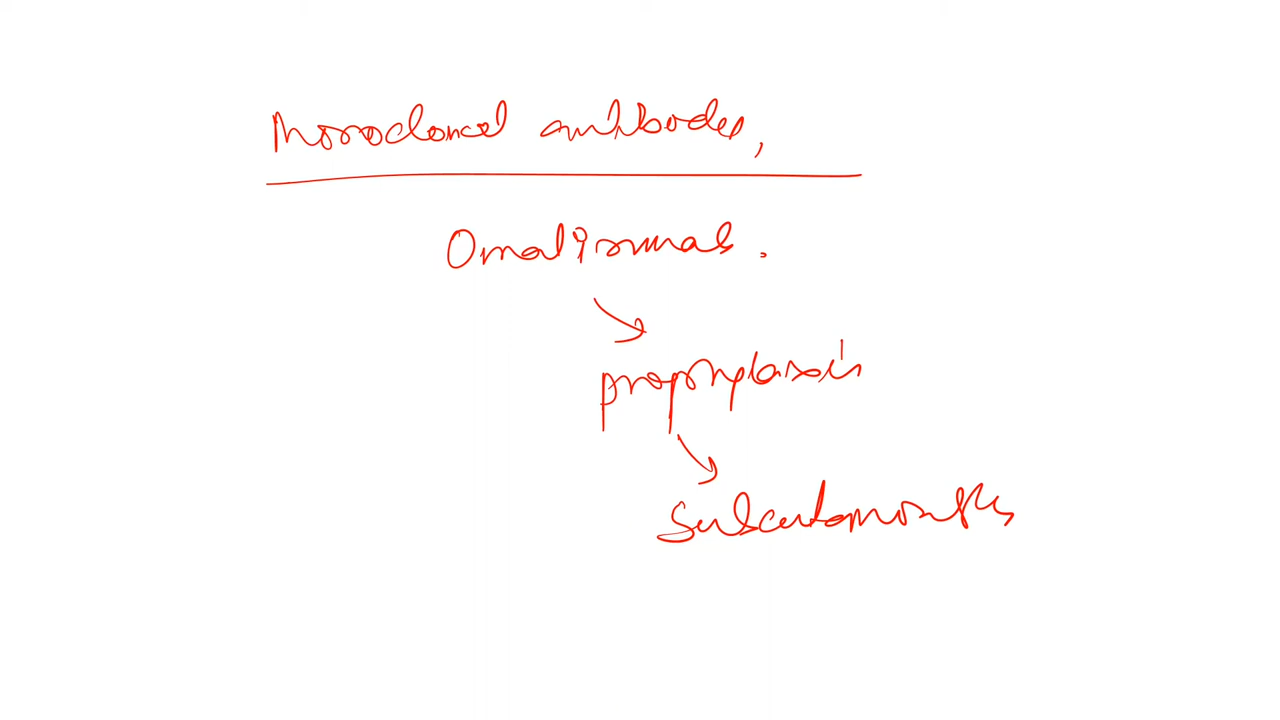 Monoclonal antibodies,
Omalizumab.
prophylaxis
subcutaneously